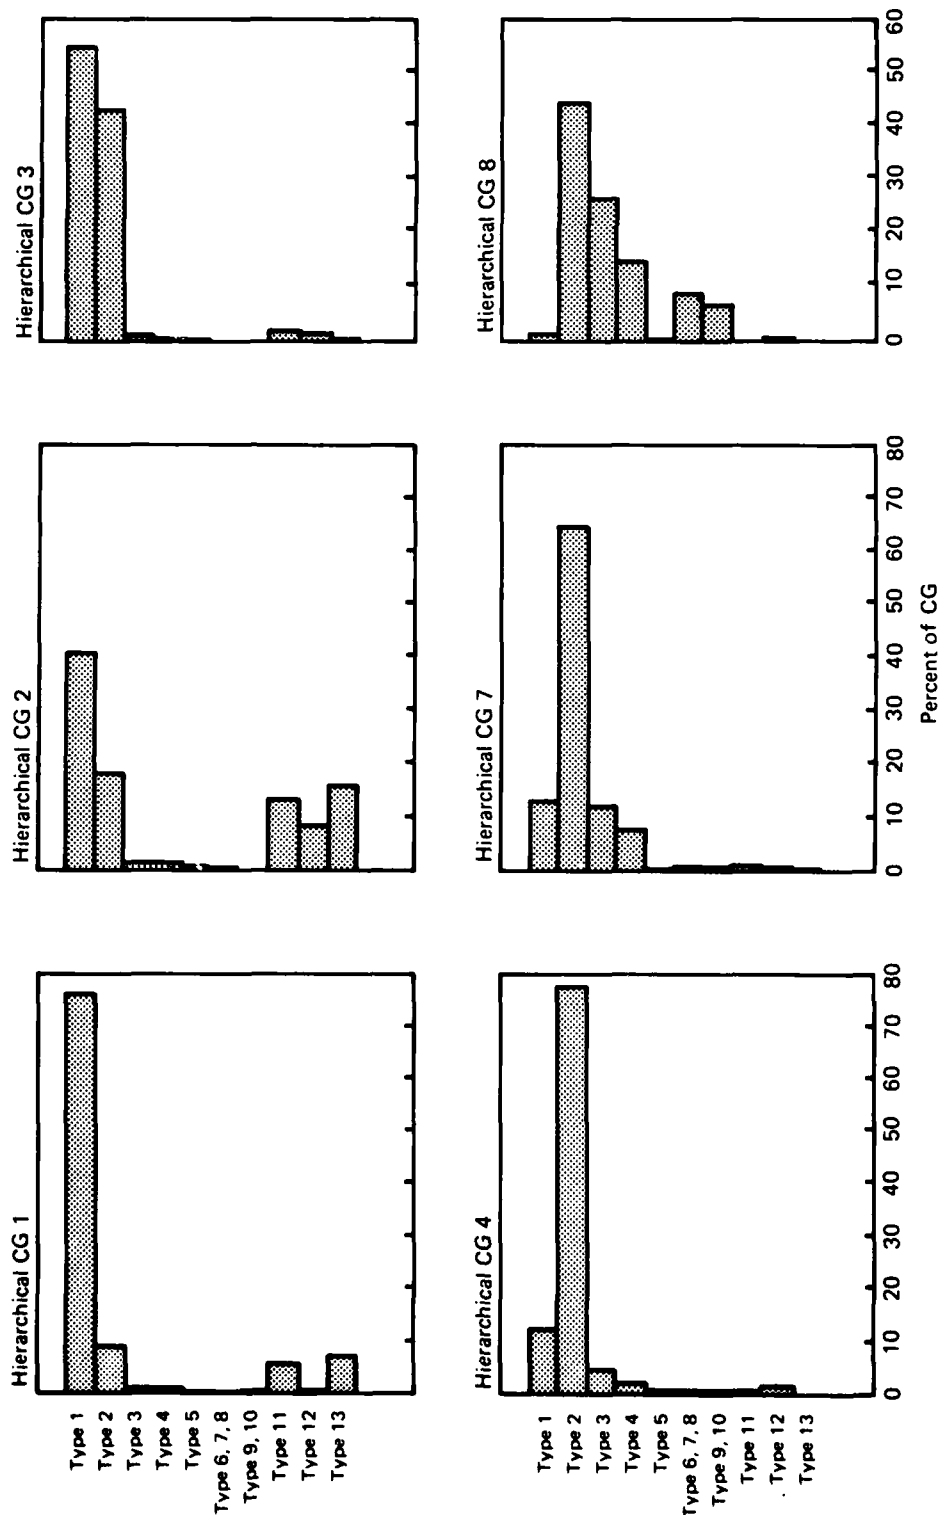 Hierarchical CG 1
Type 1
Type 2
Type 3
Type 4
Type 5
Type 6, 7, 8
Type 9, 10
Type 11
Type 12
Type 13
Hierarchical CG 2
Hierarchical CG 3
Hierarchical CG 4
Type 1
Type 2
Type 3
Type 4
Type 5
Type 6, 7, 8
Type 9, 10
Type 11
. Type 12
Type 13
0 10 20 30 40 50 60 70 80
Hierarchical CG 7
0 10 20 30 40 50 60 70 80
Hierarchical CG 8
0 10 20 30 40 50 60
Percent of CG